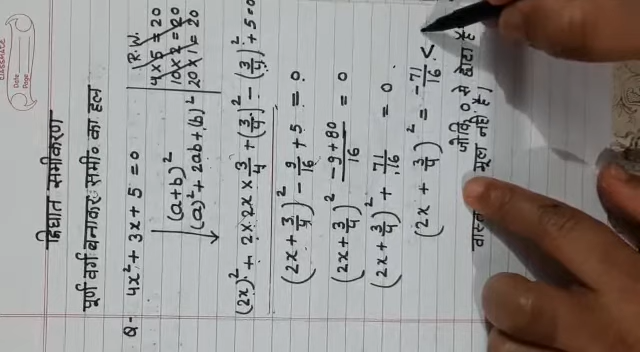 CLASSMATE
Date
Page
द्विघात समीकरण
पूर्ण वर्ग बनाकर समी० का हल
Q- 4x² + 3x + 5 = 0
R.W.
4 × 5 = 20
10 × 2 = 20
20 × 1 = 20
(a+b)²
(a)² + 2ab + (b)²
(2x)² + 2 × 2x × 3/4 + (3/4)² - (3/4)² + 5 = 0
(2x + 3/4)² - 9/16 + 5 = 0
(2x + 3/4)² -9+80/16 = 0
(2x + 3/4)² + 71/16 = 0
(2x + 3/4)² = -71/16 <
जोकि 0 से छोटा है
मूल नहीं है।